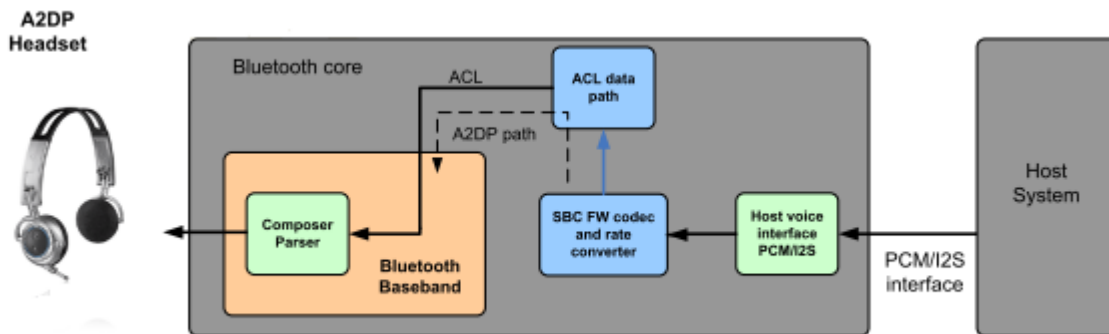 A2DP
Headset
Bluetooth core
ACL
ACL data
path
A2DP path
Composer
Parser
Bluetooth
Baseband
SBC FW codec
and rate
converter
Host voice
interface
PCM/I2S
PCM/I2S
interface
Host
System